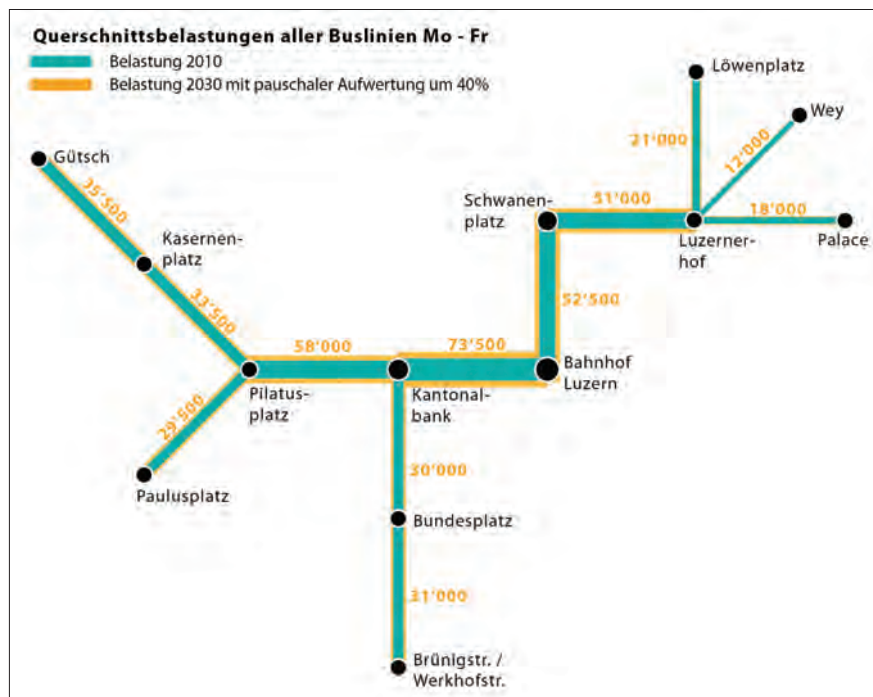 Querschnittsbelastungen aller Buslinien Mo - Fr
Belastung 2010
Belastung 2030 mit pauschaler Aufwertung um 40%
Löwenplatz
Wey
Gütsch
21'000
12'000
35'500
Schwanen-
platz
51'000
18'000
Kasernen-
platz
Luzerner-
hof
Palace
33'500
52'500
58'000
73'500
Bahnhof
Luzern
Pilatus-
platz
Kantonal-
bank
29'500
Paulusplatz
30'000
Bundesplatz
31'000
Brünigstr. /
Werkhofstr.